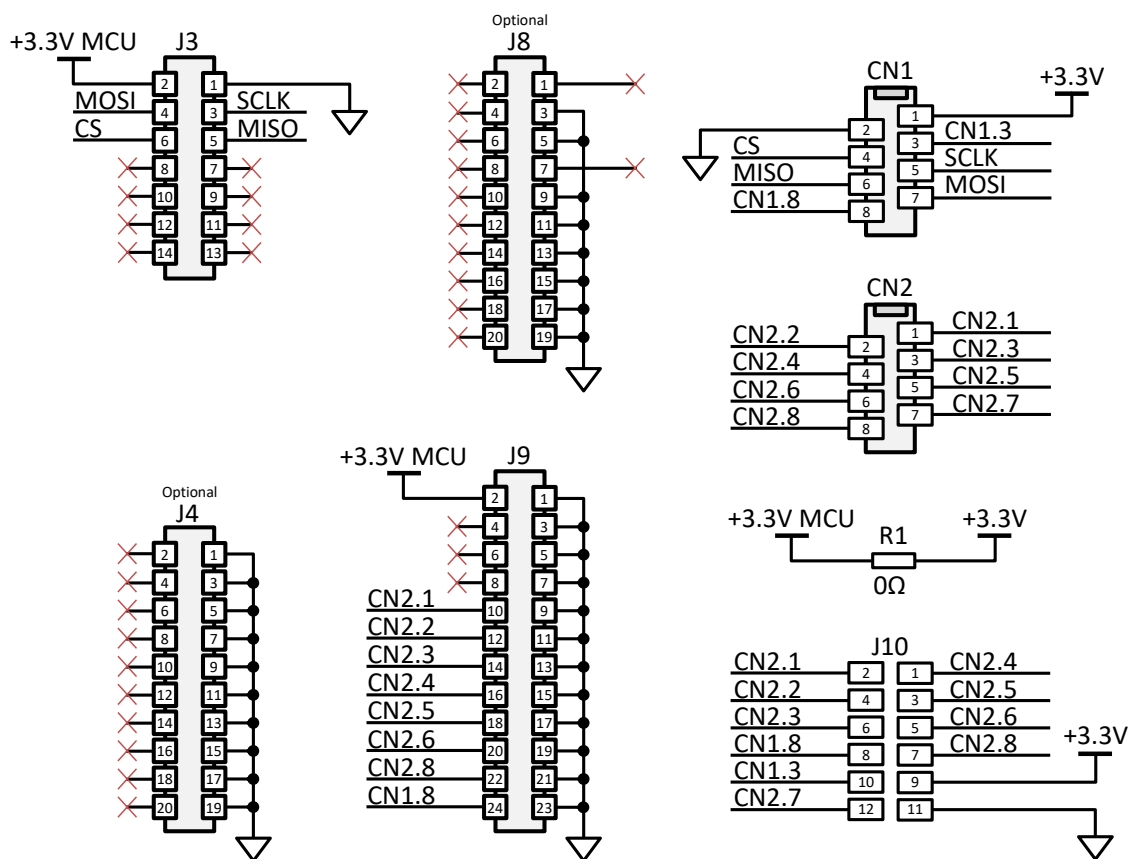 +3.3V MCU
J3
2 1
MOSI 4 3 SCLK
CS 6 5 MISO
8 7
10 9
12 11
14 13
Optional
J8
2 1
4 3
6 5
8 7
10 9
12 11
14 13
16 15
18 17
20 19
CN1
+3.3V
1
2
CN1.3
3
CS
4
SCLK
5
MISO
6
MOSI
7
CN1.8
8
CN2
CN2.1
1
CN2.2
2
CN2.3
3
CN2.4
4
CN2.5
5
CN2.6
6
CN2.7
7
CN2.8
8
Optional
J4
2 1
4 3
6 5
8 7
10 9
12 11
14 13
16 15
18 17
20 19
+3.3V MCU
J9
2 1
4 3
6 5
8 7
CN2.1 10 9
CN2.2 12 11
CN2.3 14 13
CN2.4 16 15
CN2.5 18 17
CN2.6 20 19
CN2.8 22 21
CN1.8 24 23
+3.3V MCU
R1
+3.3V
0Ω
J10
CN2.1 2 1 CN2.4
CN2.2 4 3 CN2.5
CN2.3 6 5 CN2.6
CN1.8 8 7 CN2.8
+3.3V
CN1.3 10 9
CN2.7 12 11